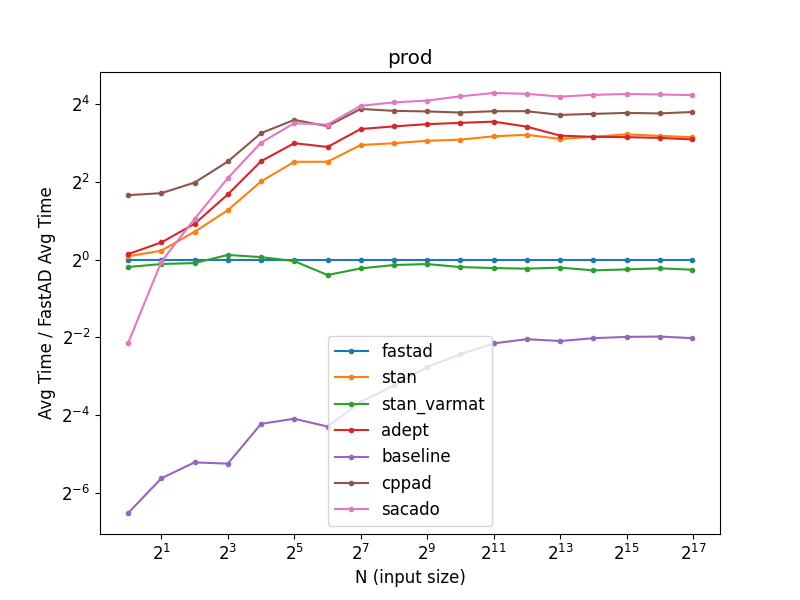 prod
Avg Time / FastAD Avg Time
2^4
2^2
2^0
2^-2
2^-4
2^-6
fastad
stan
stan_varmat
adept
baseline
cppad
sacado
2^1 2^3 2^5 2^7 2^9 2^11 2^13 2^15 2^17
N (input size)